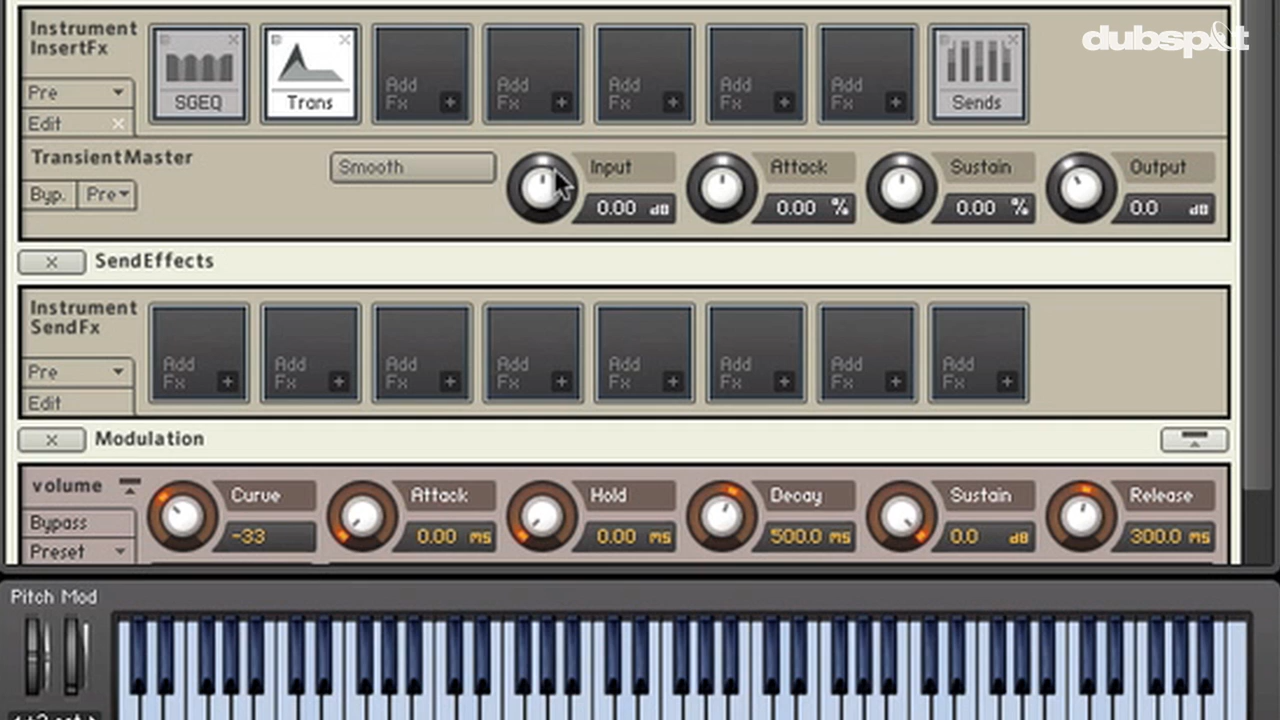 dubspot
Instrument
InsertFx
Pre
Edit
SGEQ
Trans
Add Fx
Add Fx
Add Fx
Add Fx
Add Fx
Sends
TransientMaster
Byp. Pre
Smooth
Input
0.00 dB
Attack
0.00 %
Sustain
0.00 %
Output
0.0 dB
SendEffects
Instrument
SendFx
Pre
Edit
Add Fx
Add Fx
Add Fx
Add Fx
Add Fx
Add Fx
Add Fx
Add Fx
Modulation
volume
Bypass
Preset
Curve
-33
Attack
0.00 ms
Hold
0.00 ms
Decay
500.0 ms
Sustain
0.0 dB
Release
300.0 ms
Pitch Mod